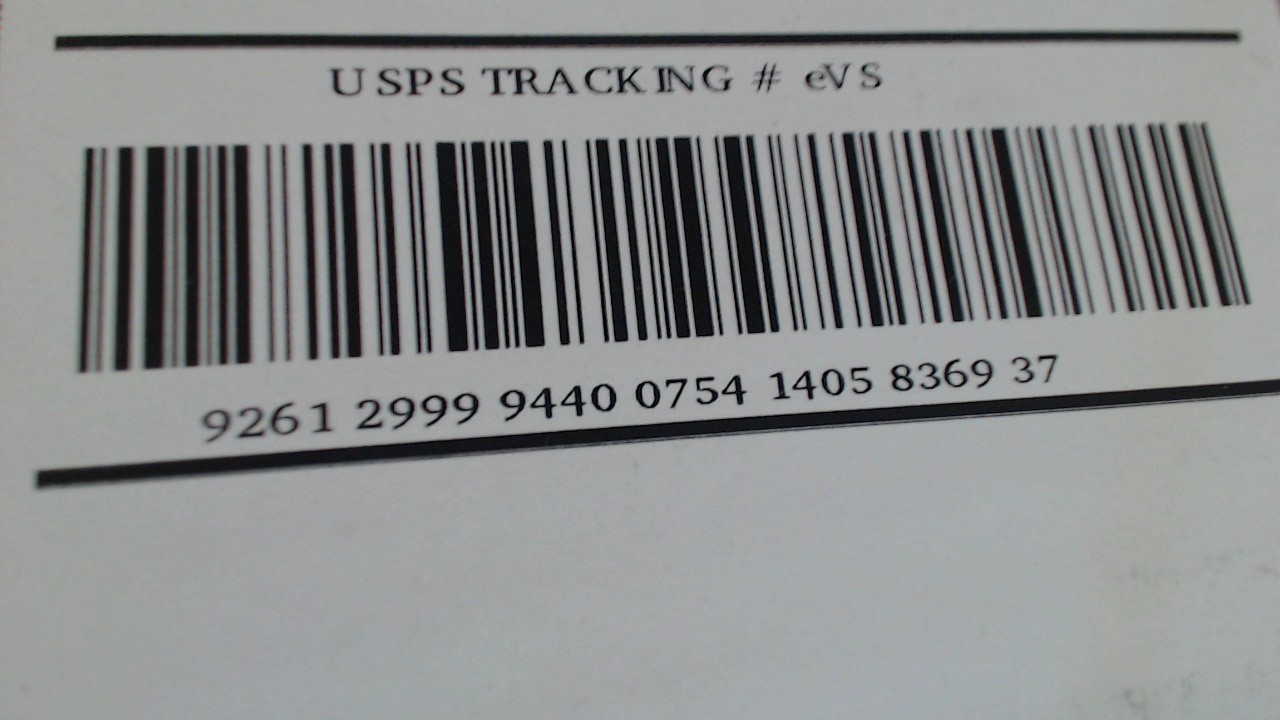 USPS TRACKING # eVS
9261 2999 9440 0754 1405 8369 37